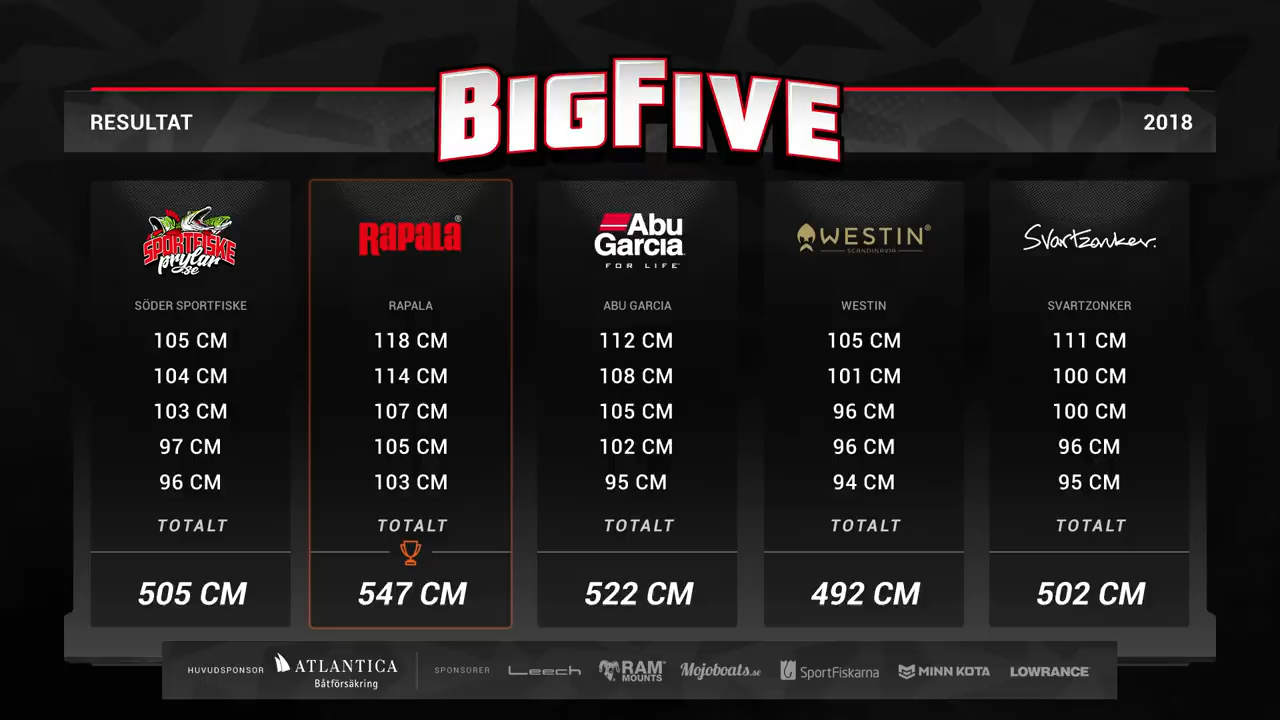 BIGFIVE
RESULTAT
2018
SPORTFISKE
prylar
.se
SÖDER SPORTFISKE
105 CM
104 CM
103 CM
97 CM
96 CM
TOTALT
505 CM
RAPALA®
RAPALA
118 CM
114 CM
107 CM
105 CM
103 CM
TOTALT
547 CM
Abu
Garcia
FOR LIFE™
ABU GARCIA
112 CM
108 CM
105 CM
102 CM
95 CM
TOTALT
522 CM
WESTIN®
SCANDINAVIA
WESTIN
105 CM
101 CM
96 CM
96 CM
94 CM
TOTALT
492 CM
Svartzonker.
SVARTZONKER
111 CM
100 CM
100 CM
96 CM
95 CM
TOTALT
502 CM
HUVUDSPONSOR
ATLANTICA
Båtförsäkring
SPONSORER
Leech
RAM
MOUNTS
Mojoboats.se
SportFiskarna
MINN KOTA
LOWRANCE